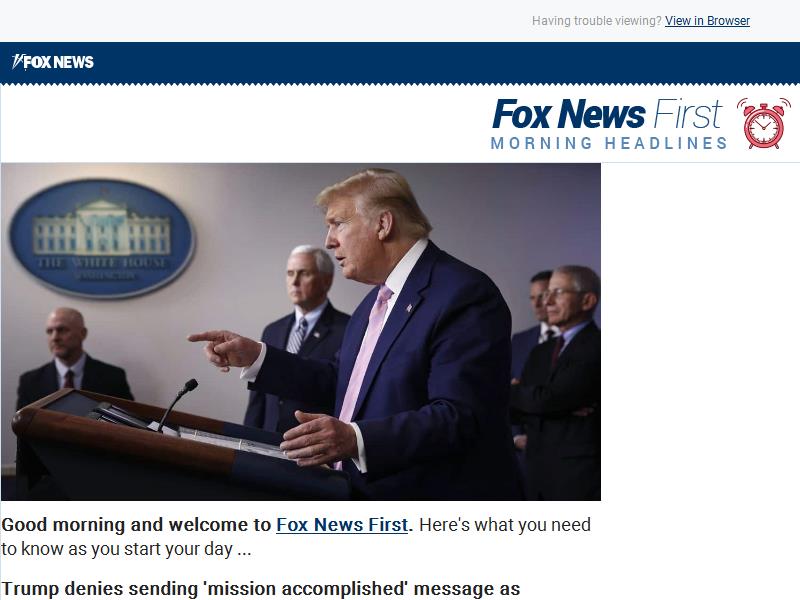 Having trouble viewing? View in Browser
FOX NEWS
Fox News First
MORNING HEADLINES
THE WHITE HOUSE
WASHINGTON
Good morning and welcome to Fox News First. Here's what you need
to know as you start your day ...
Trump denies sending 'mission accomplished' message as